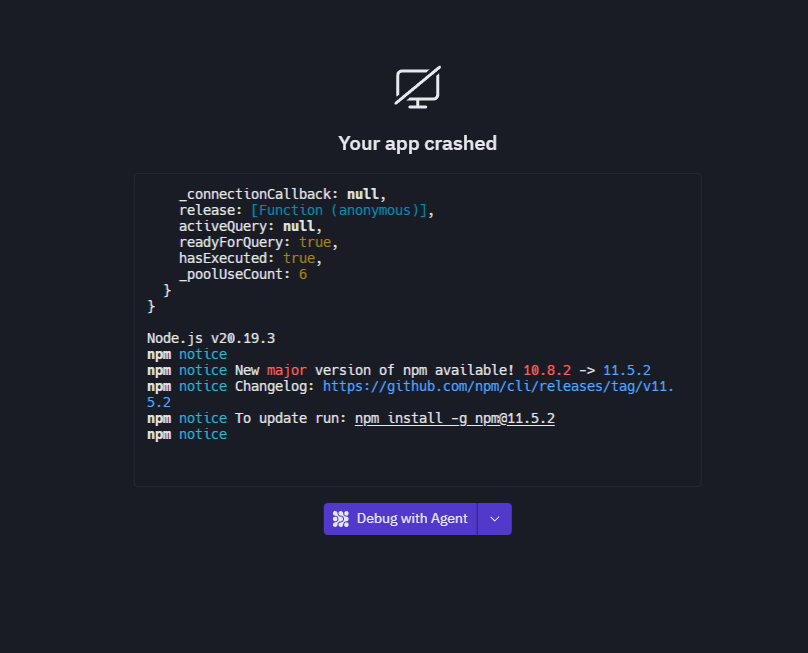 Your app crashed
_connectionCallback: null,
release: [Function (anonymous)],
activeQuery: null,
readyForQuery: true,
hasExecuted: true,
_poolUseCount: 6
}
}
Node.js v20.19.3
npm notice
npm notice New major version of npm available! 10.8.2 -> 11.5.2
npm notice Changelog: https://github.com/npm/cli/releases/tag/v11.
5.2
npm notice To update run: npm install -g npm@11.5.2
npm notice
Debug with Agent